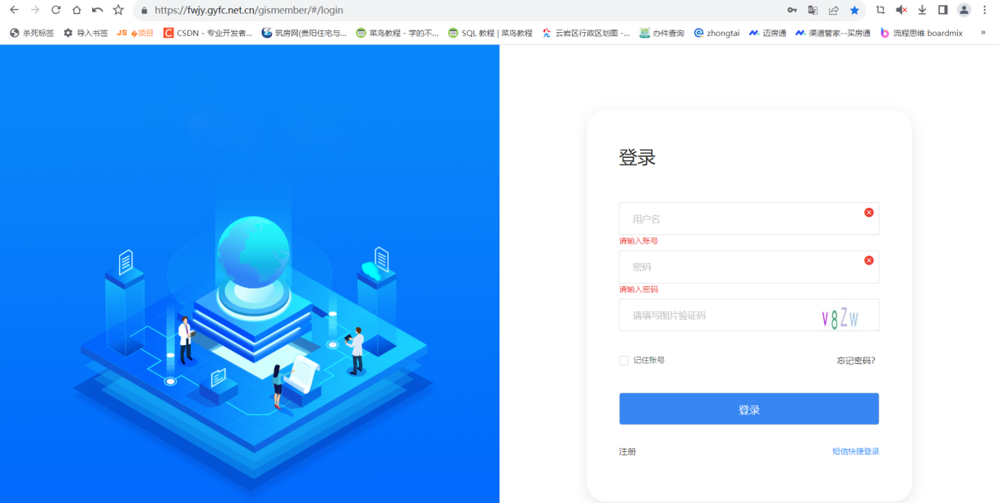 https://fwjy.gyfc.net.cn/gismember/#/login
杀死标签 导入书签 JS �项目 CSDN - 专业开发者... 筑房网(贵阳住宅与... 菜鸟教程 - 学的不... SQL 教程 | 菜鸟教程 云岩区行政区划图 -... 办件查询 zhongtai 迈房通 渠道管家--买房通 流程思维 boardmix »
登录
用户名
请输入账号
密码
请输入密码
请填写图片验证码 V8Zw
记住账号 忘记密码?
登录
注册 短信快捷登录